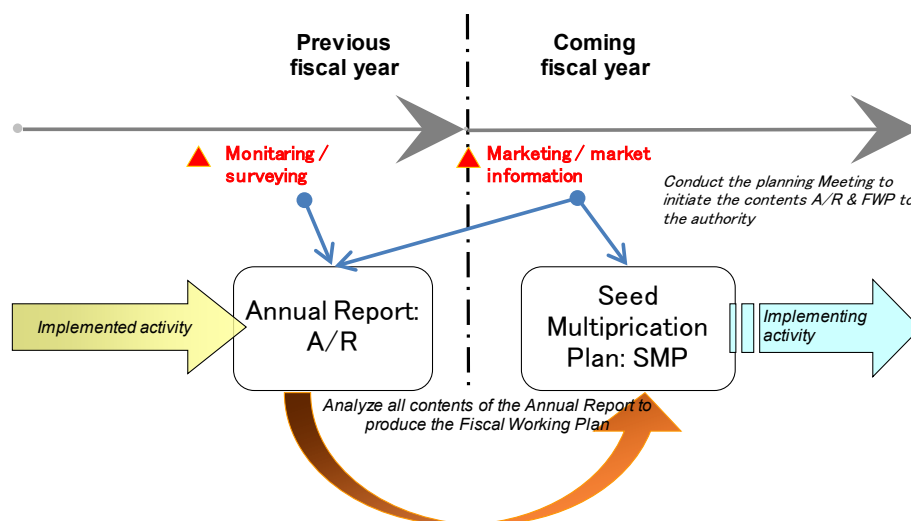 Previous
fiscal year
Coming
fiscal year
Monitaring /
surveying
Marketing / market
information
Conduct the planning Meeting to
initiate the contents A/R & FWP to
the authority
Implemented activity
Annual Report:
A/R
Seed
Multiprication
Plan: SMP
Implementing
activity
Analyze all contents of the Annual Report to
produce the Fiscal Working Plan